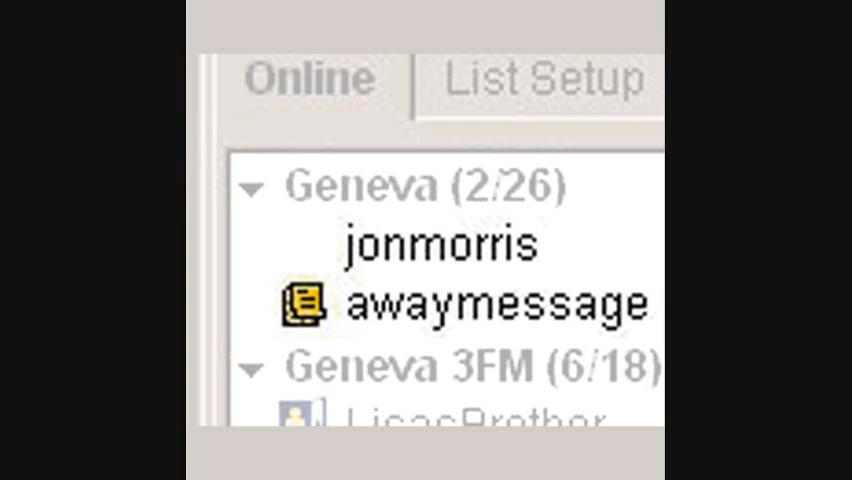 Online List Setup
Geneva (2/26)
jonmorris
awaymessage
Geneva 3FM (6/18)